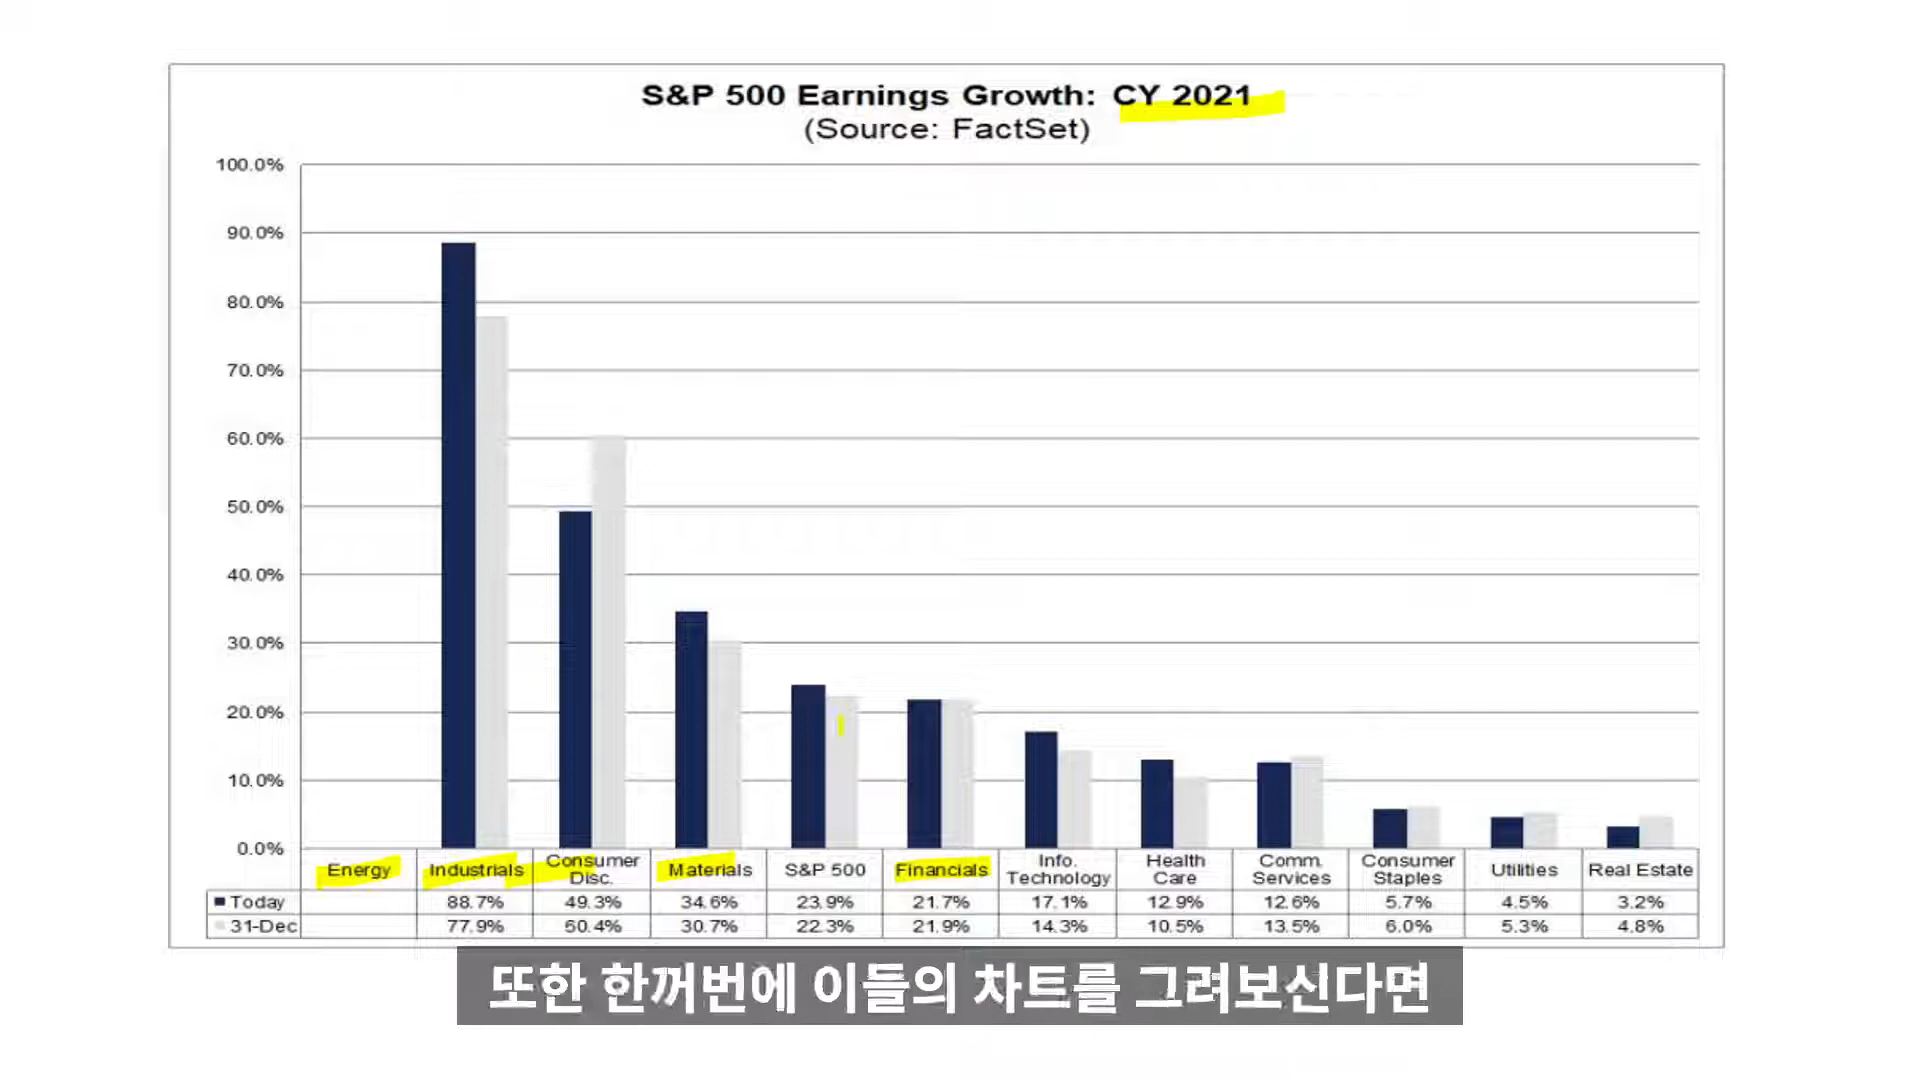 S&P 500 Earnings Growth: CY 2021
(Source: FactSet)
100.0%
90.0%
80.0%
70.0%
60.0%
50.0%
40.0%
30.0%
20.0%
10.0%
0.0%
Energy Industrials Consumer Disc. Materials S&P 500 Financials Info. Technology Health Care Comm. Services Consumer Staples Utilities Real Estate
Today 88.7% 49.3% 34.6% 23.9% 21.7% 17.1% 12.9% 12.6% 5.7% 4.5% 3.2%
31-Dec 77.9% 60.4% 30.7% 22.3% 21.9% 14.3% 10.5% 13.5% 6.0% 5.3% 4.8%
또한 한꺼번에 이들의 차트를 그려보신다면